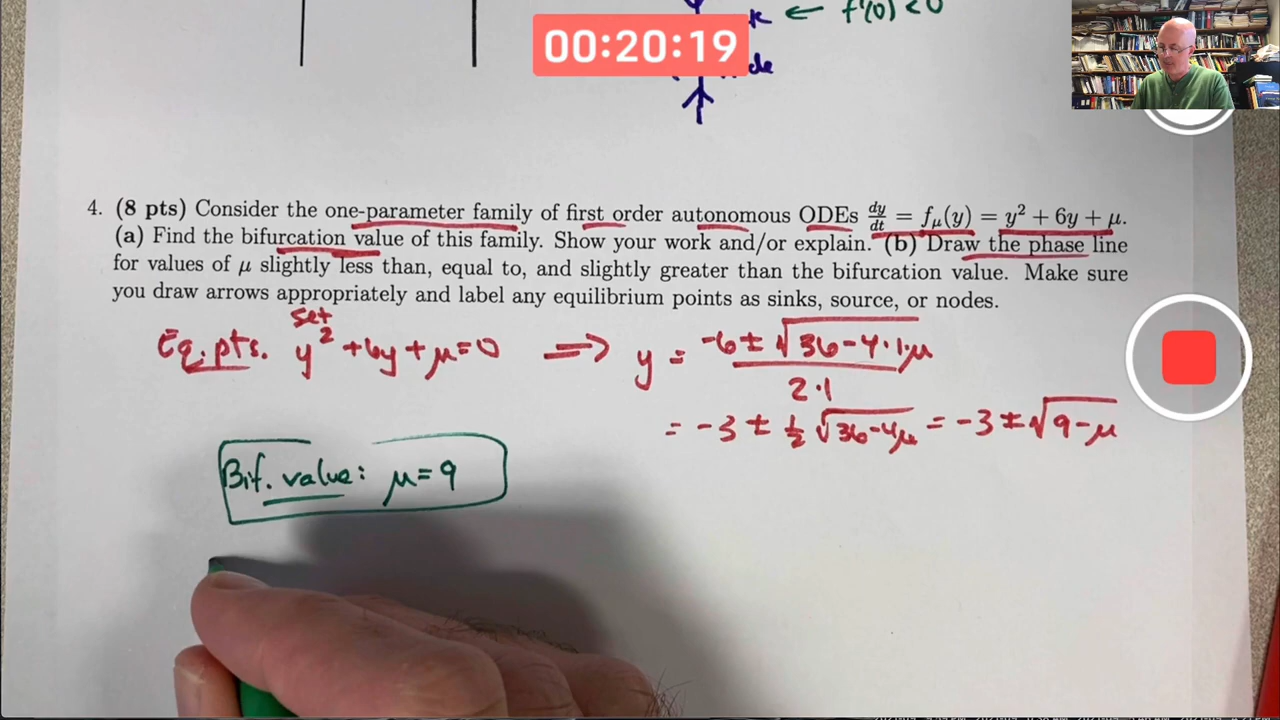 ← f'(0) < 0
00:20:19
4. (8 pts) Consider the one-parameter family of first order autonomous ODEs dy/dt = fμ(y) = y² + 6y + μ.
(a) Find the bifurcation value of this family. Show your work and/or explain. (b) Draw the phase line
for values of μ slightly less than, equal to, and slightly greater than the bifurcation value. Make sure
you draw arrows appropriately and label any equilibrium points as sinks, source, or nodes.
set
Eq. pts. y² + 6y + μ = 0 ⟹ y = (-6 ± √(36-4·1·μ))/(2·1)
= -3 ± ½ √(36-4μ) = -3 ± √(9-μ)
Bif. value: μ = 9